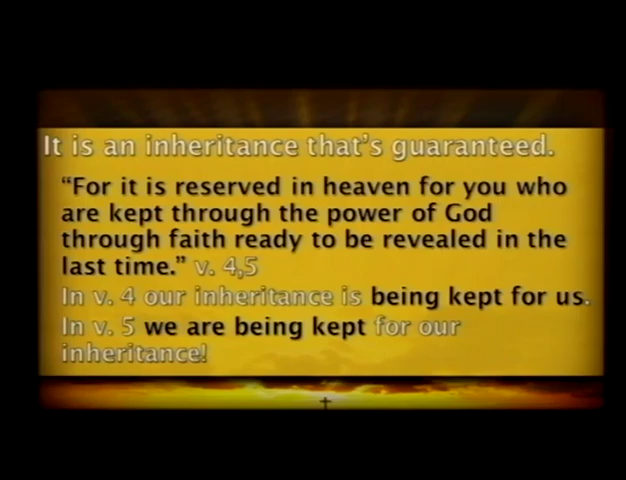 It is an inheritance that's guaranteed.
“For it is reserved in heaven for you who
are kept through the power of God
through faith ready to be revealed in the
last time.” v. 4,5
In v. 4 our inheritance is being kept for us.
In v. 5 we are being kept for our
inheritance!